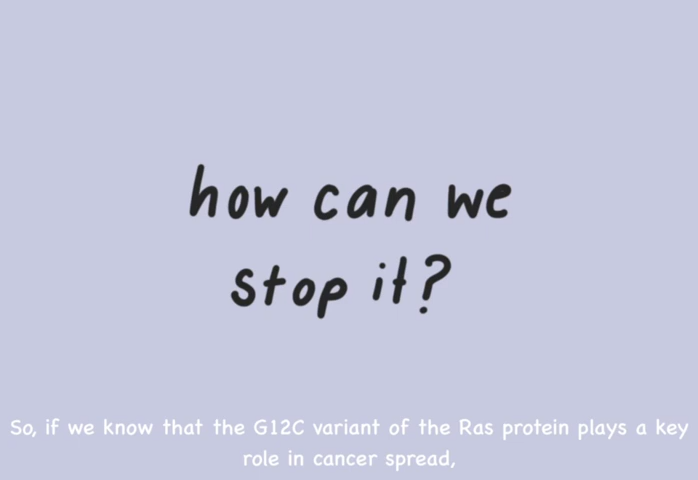 how can we
stop it?
So, if we know that the G12C variant of the Ras protein plays a key
role in cancer spread,